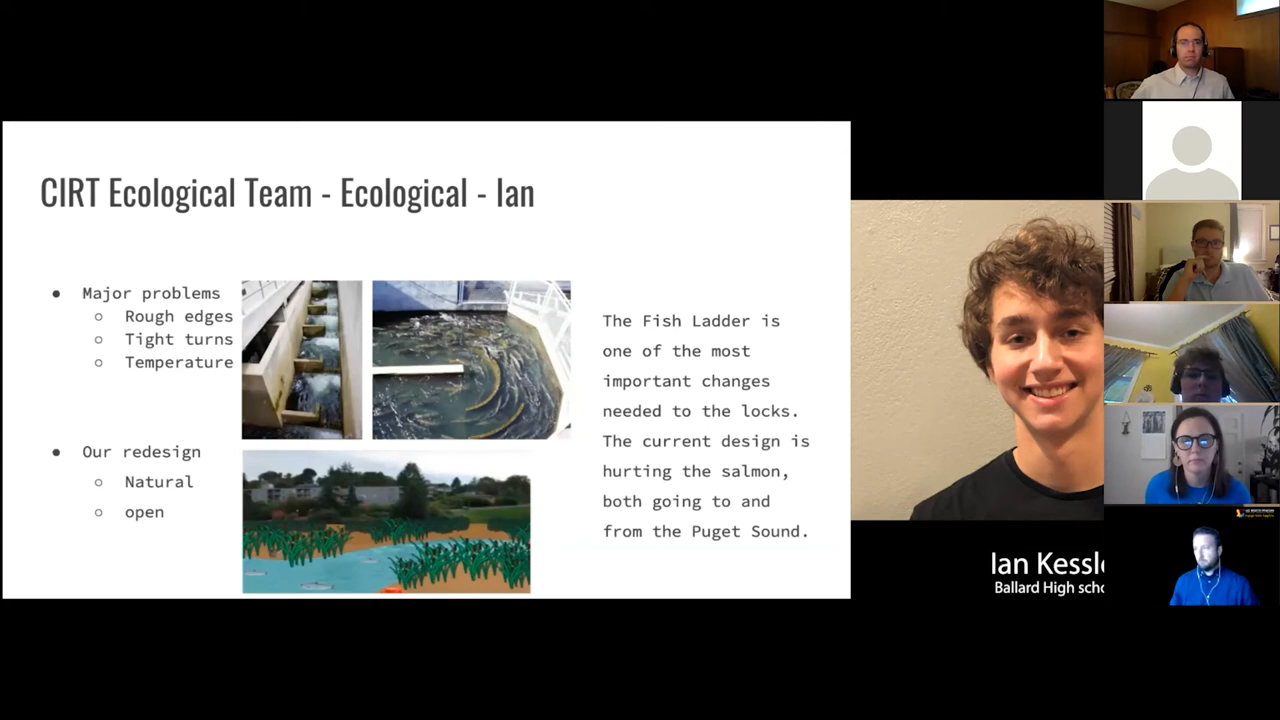 CIRT Ecological Team - Ecological - Ian
● Major problems
○ Rough edges
○ Tight turns
○ Temperature
● Our redesign
○ Natural
○ open
The Fish Ladder is
one of the most
important changes
needed to the locks.
The current design is
hurting the salmon,
both going to and
from the Puget Sound.
Ian Kessl
Ballard High scho